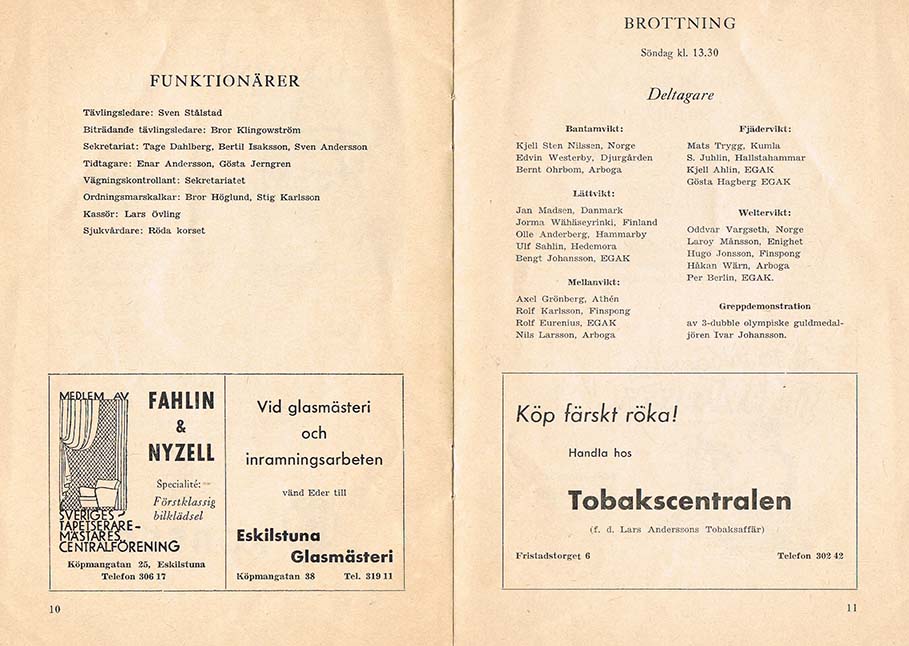 FUNKTIONÄRER
Tävlingsledare: Sven Stålstad
Biträdande tävlingsledare: Bror Klingowström
Sekretariat: Tage Dahlberg, Bertil Isaksson, Sven Andersson
Tidtagare: Enar Andersson, Gösta Jerngren
Vägningskontrollant: Sekretariatet
Ordningsmarskalkar: Bror Höglund, Stig Karlsson
Kassör: Lars Övling
Sjukvårdare: Röda korset
MEDLEM AV
SVERIGES
TAPETSERARE-
MÄSTARES
CENTRALFÖRENING
FAHLIN
&
NYZELL
Specialité:
Förstklassig
bilklädsel
Köpmangatan 25, Eskilstuna
Telefon 306 17
Vid glasmästeri
och
inramningsarbeten
vänd Eder till
Eskilstuna
Glasmästeri
Köpmangatan 38 Tel. 319 11
10
BROTTNING
Söndag kl. 13.30
Deltagare
Bantamvikt:
Kjell Sten Nilssen, Norge
Edvin Westerby, Djurgården
Bernt Ohrbom, Arboga
Lättvikt:
Jan Madsen, Danmark
Jorma Wähäseyrinki, Finland
Olle Anderberg, Hammarby
Ulf Sahlin, Hedemora
Bengt Johansson, EGAK
Mellanvikt:
Axel Grönberg, Athén
Rolf Karlsson, Finspong
Rolf Eurenius, EGAK
Nils Larsson, Arboga
Fjädervikt:
Mats Trygg, Kumla
S. Juhlin, Hallstahammar
Kjell Ahlin, EGAK
Gösta Hagberg EGAK
Weltervikt:
Oddvar Vargseth, Norge
Laroy Månsson, Enighet
Hugo Jonsson, Finspong
Håkan Wärn, Arboga
Per Berlin, EGAK.
Greppdemonstration
av 3-dubble olympiske guldmedal-
jören Ivar Johansson.
Köp färskt röka!
Handla hos
Tobakscentralen
(f. d. Lars Anderssons Tobaksaffär)
Fristadstorget 6 Telefon 302 42
11